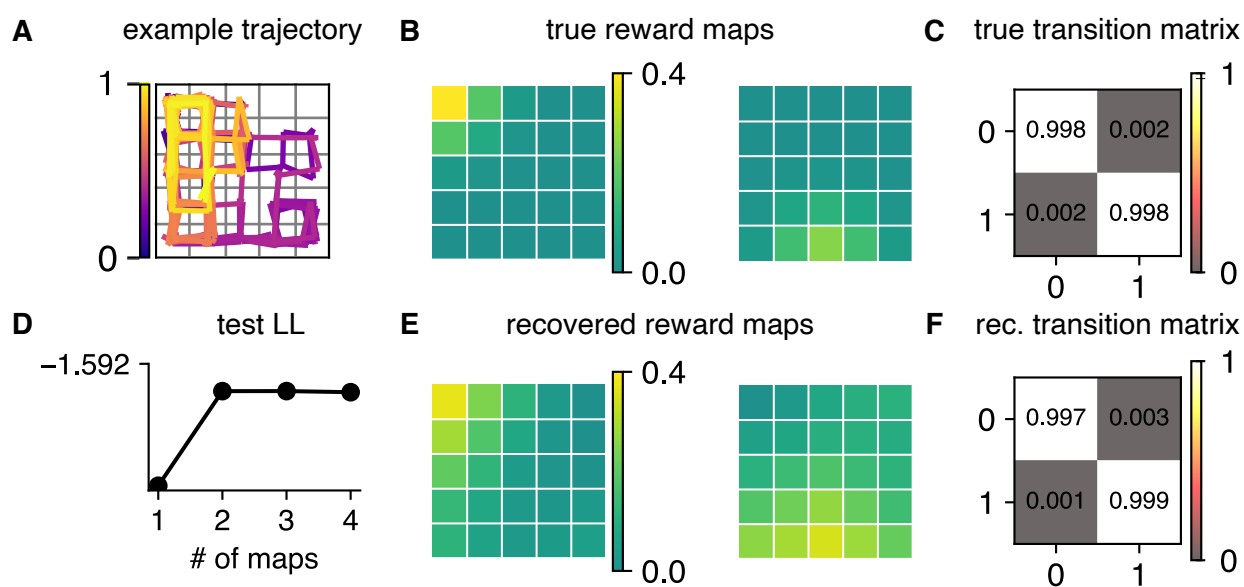 A example trajectory
1
0
B true reward maps
0.4
0.0
C true transition matrix
1
0 0.998 0.002
1 0.002 0.998
0
0 1
D test LL
−1.592
1 2 3 4
# of maps
E recovered reward maps
0.4
0.0
F rec. transition matrix
1
0 0.997 0.003
1 0.001 0.999
0
0 1